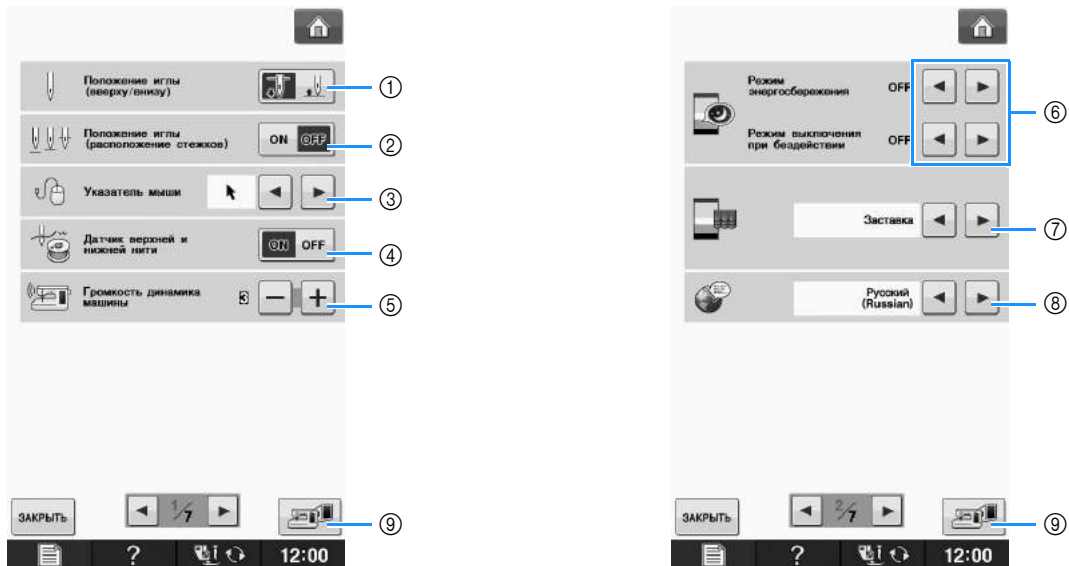 Положение иглы
(вверху/внизу)
①
Положение иглы
(расположение стежков)
ON OFF
②
Указатель мыши
③
Датчик верхней и
нижней нити
ON OFF
④
Громкость динамика
машины
3 − +
⑤
ЗАКРЫТЬ
1/7
⑨
? 12:00
Режим
энергосбережения
OFF
Режим выключения
при бездействии
OFF
⑥
Заставка
⑦
Русский
(Russian)
⑧
ЗАКРЫТЬ
2/7
⑨
? 12:00